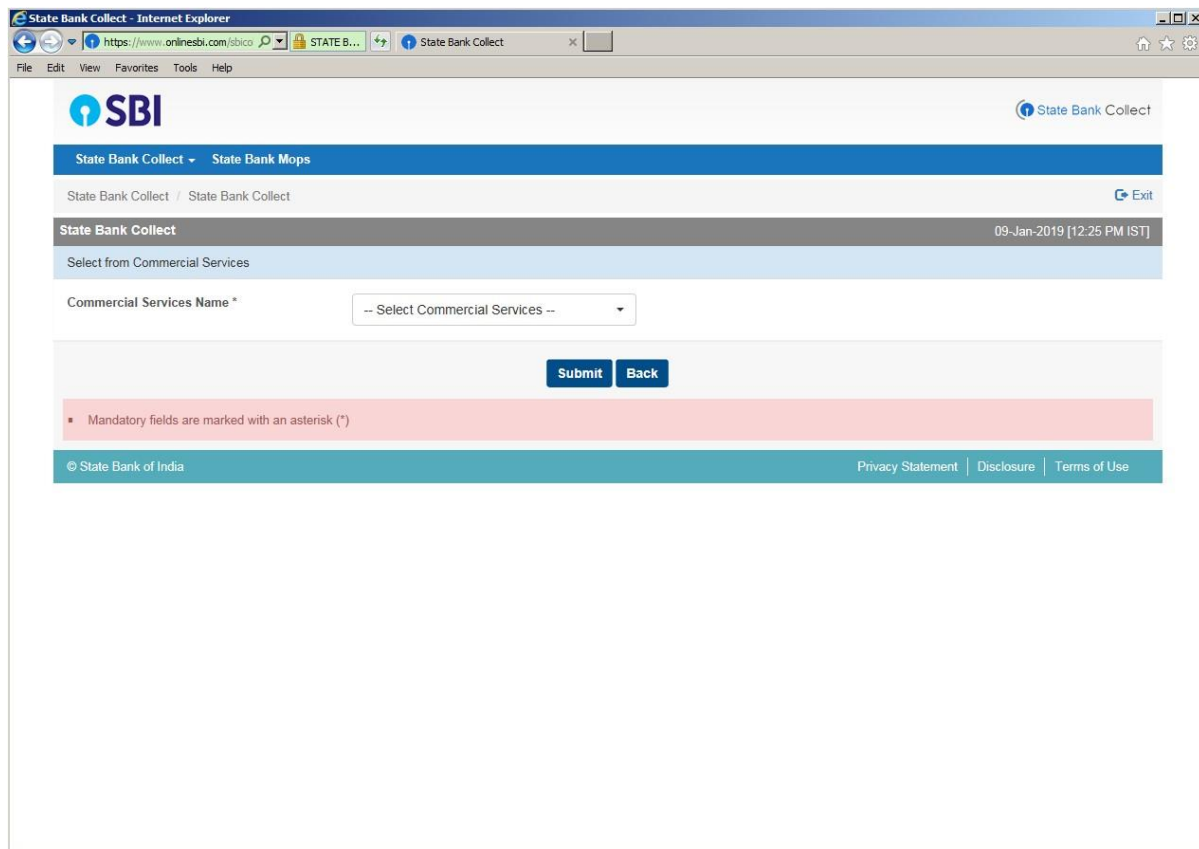 State Bank Collect - Internet Explorer
https://www.onlinesbi.com/sbico STATE B... State Bank Collect
File Edit View Favorites Tools Help
SBI
State Bank Collect
State Bank Collect State Bank Mops
State Bank Collect / State Bank Collect Exit
State Bank Collect 09-Jan-2019 [12:25 PM IST]
Select from Commercial Services
Commercial Services Name * -- Select Commercial Services --
Submit Back
Mandatory fields are marked with an asterisk (*)
© State Bank of India Privacy Statement Disclosure Terms of Use